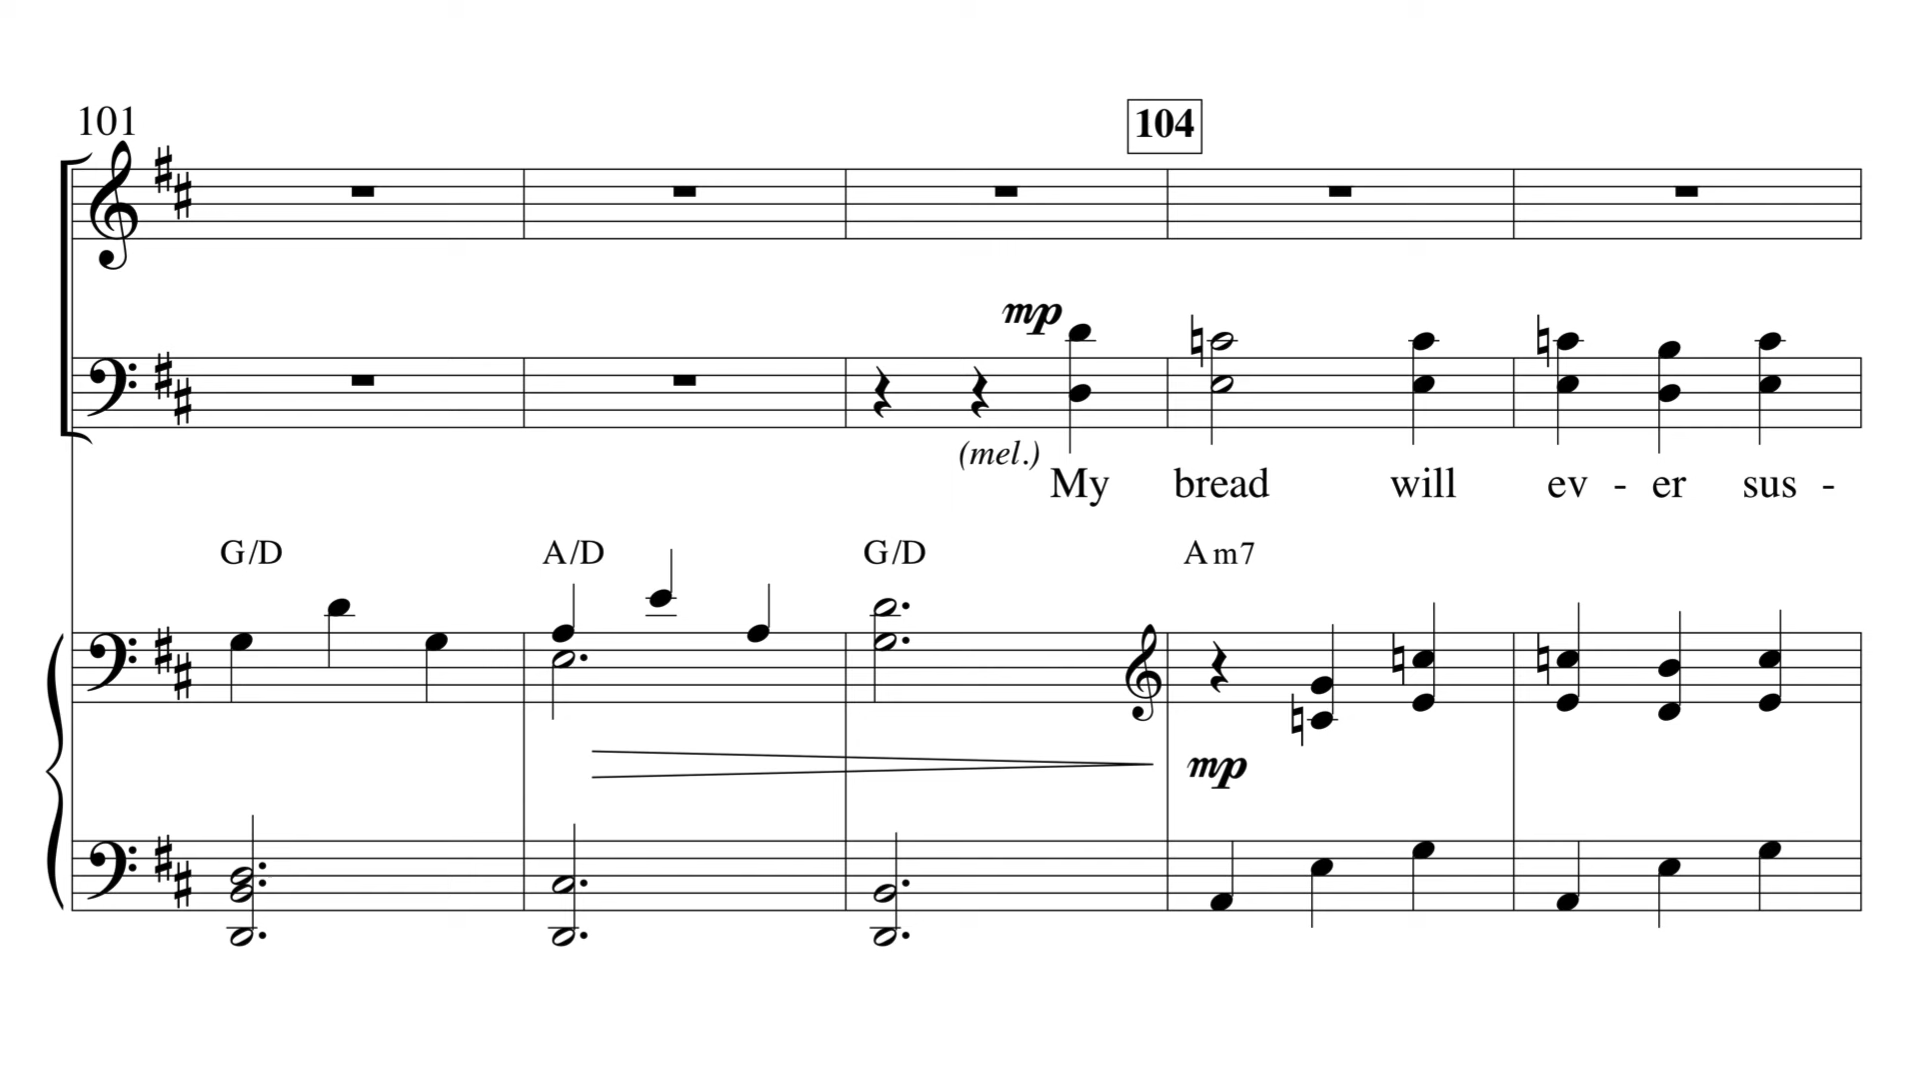 101
104
mp
(mel.)
My bread will ev - er sus -
G/D A/D G/D Am7
mp